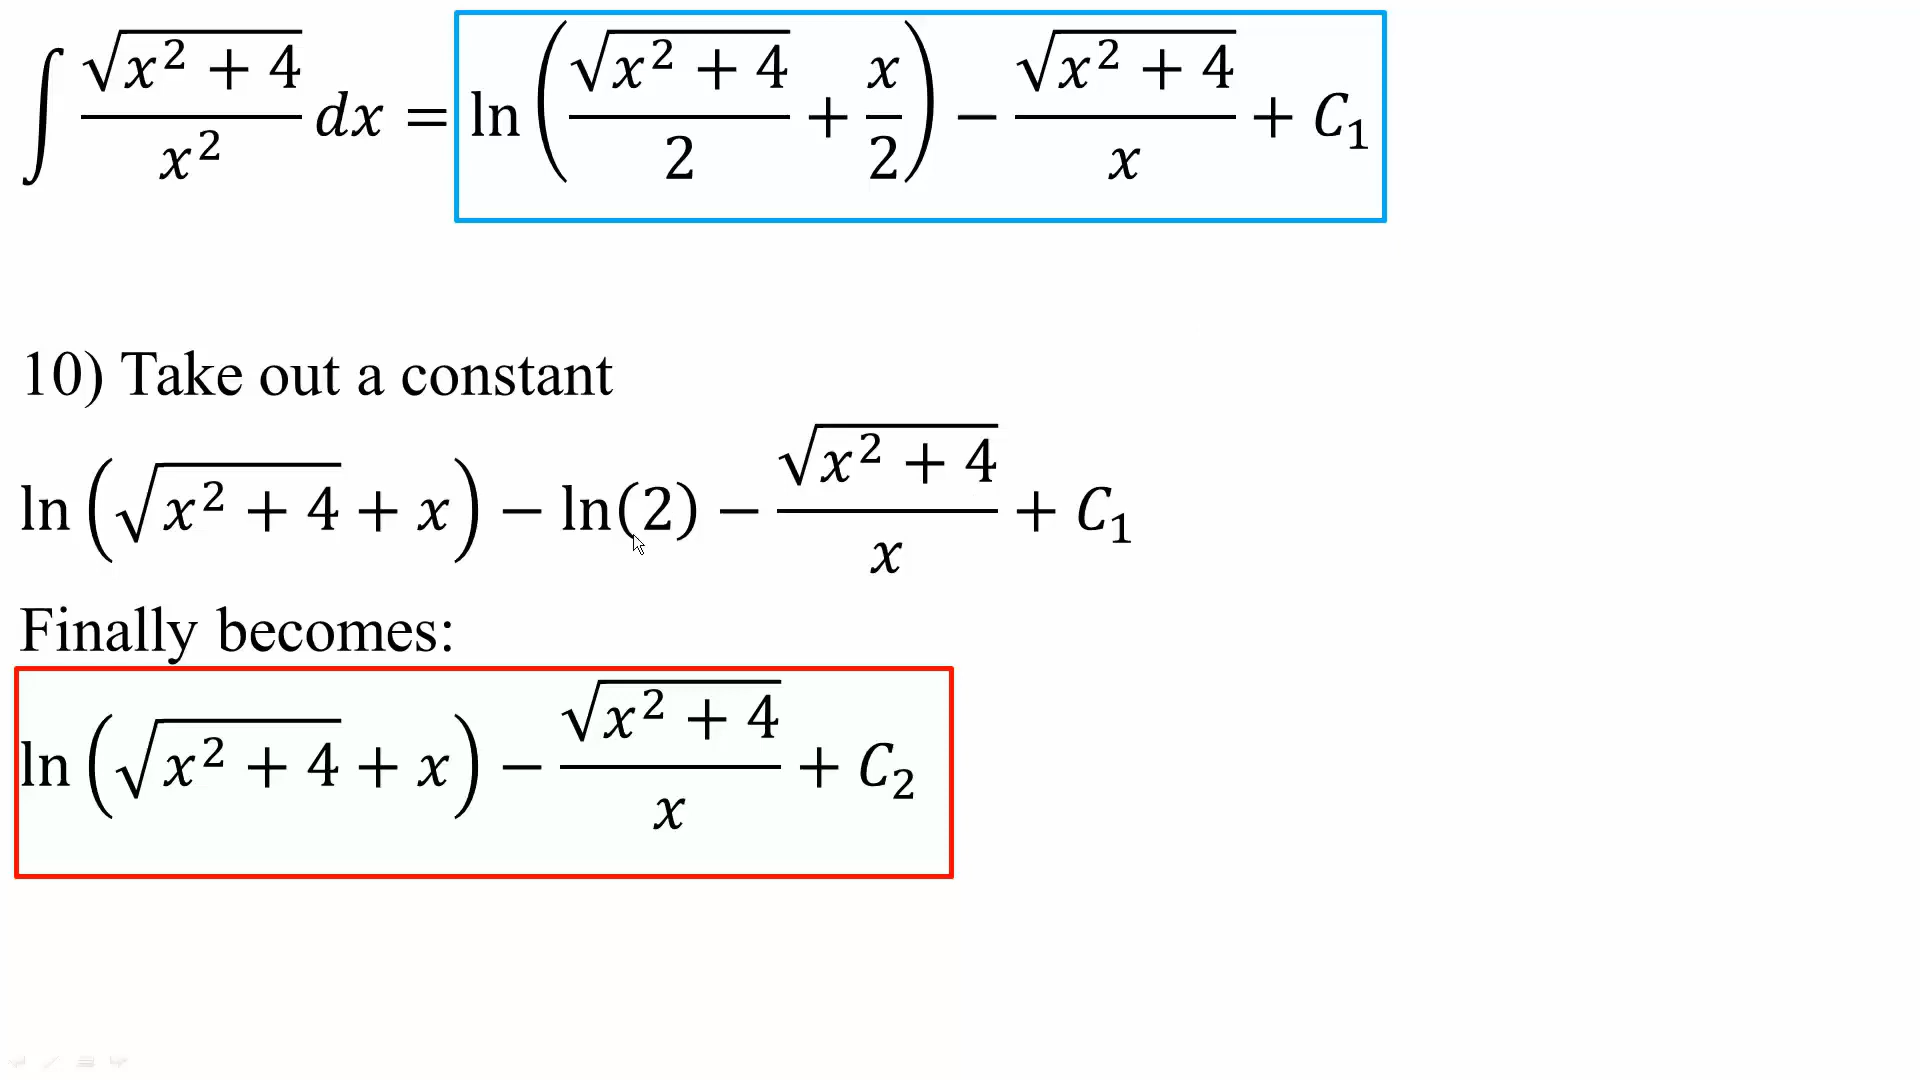 ∫ √(x² + 4) / x² dx = ln(√(x² + 4) / 2 + x / 2) − √(x² + 4) / x + C₁
10) Take out a constant
ln(√(x² + 4) + x) − ln(2) − √(x² + 4) / x + C₁
Finally becomes:
ln(√(x² + 4) + x) − √(x² + 4) / x + C₂